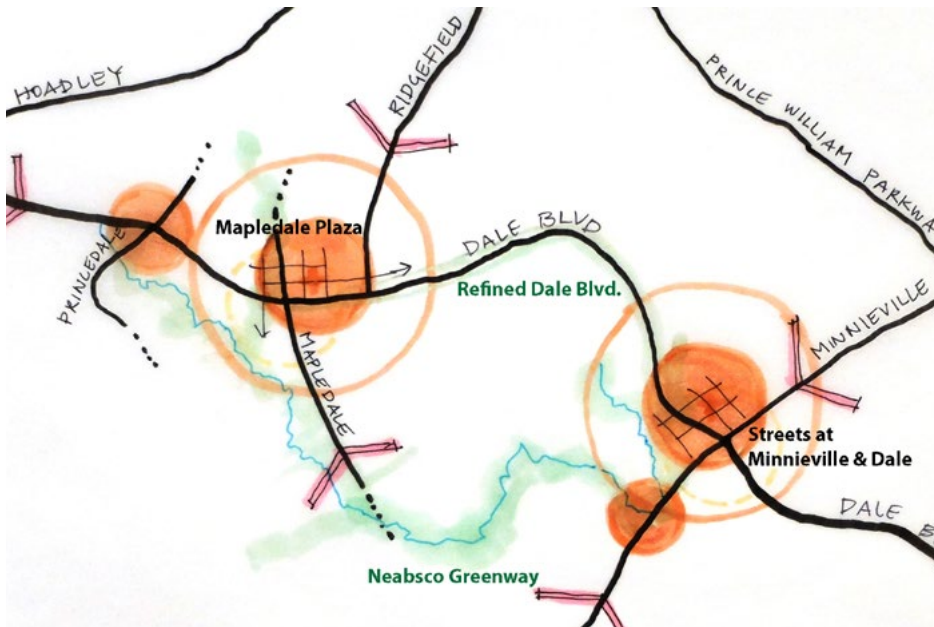 HOADLEY
RIDGEFIELD
PRINCE WILLIAM PARKWA
PRINCEDALE
Mapledale Plaza
DALE BLVD
Refined Dale Blvd.
MAPLEDALE
MINNIEVILLE
Streets at
Minnieville & Dale
DALE B
Neabsco Greenway